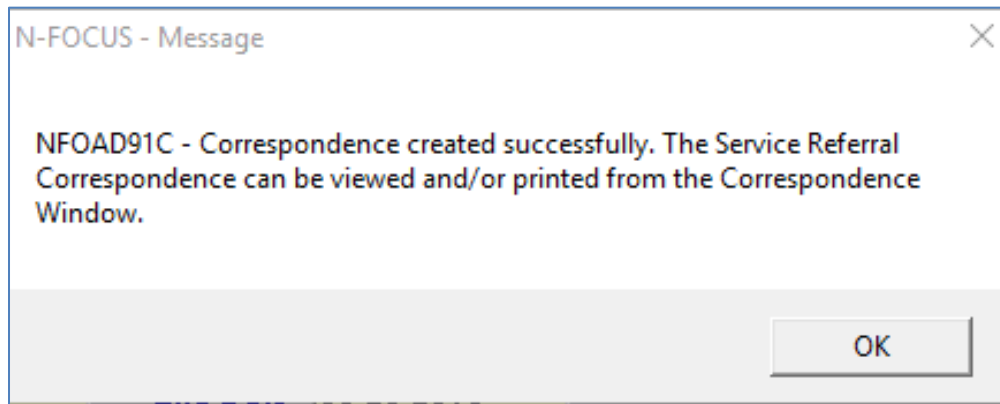 N-FOCUS - Message
NFOAD91C - Correspondence created successfully. The Service Referral
Correspondence can be viewed and/or printed from the Correspondence
Window.
OK